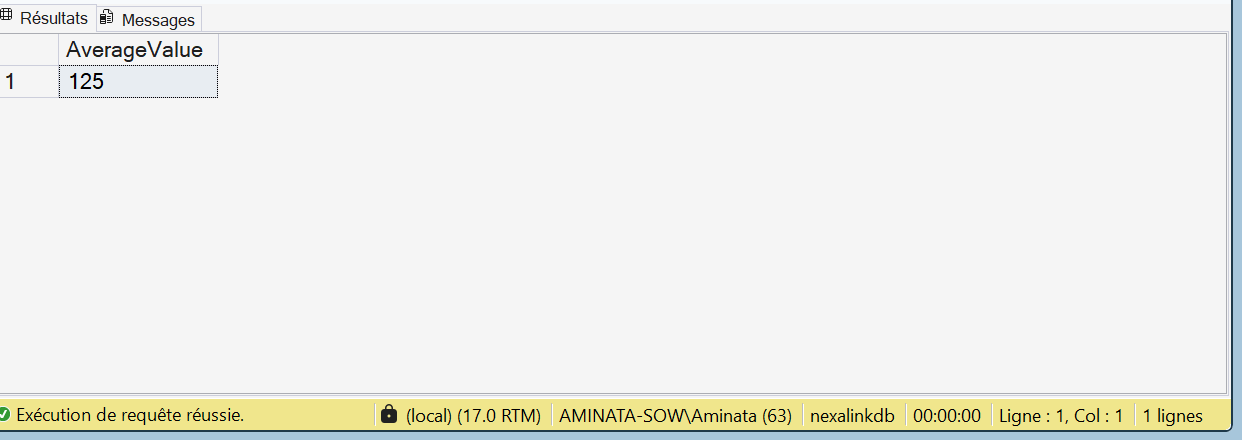 Résultats Messages
AverageValue
1 125
Exécution de requête réussie. (local) (17.0 RTM) AMINATA-SOW\Aminata (63) nexalinkdb 00:00:00 Ligne : 1, Col : 1 1 lignes